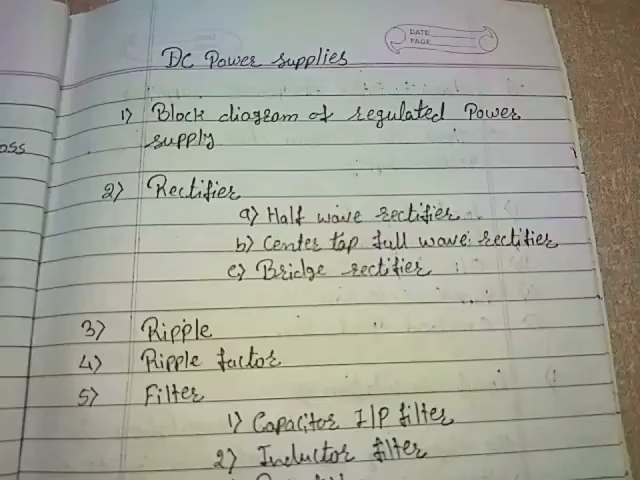 DATE
PAGE
DC Power supplies
1) Block diagram of regulated Power
supply
oss
2) Rectifier
a) Half wave rectifier
b) Center tap full wave rectifier
c) Bridge rectifier
3) Ripple
4) Ripple factor
5) Filter
1) Capacitor I/P filter
2) Inductor filter